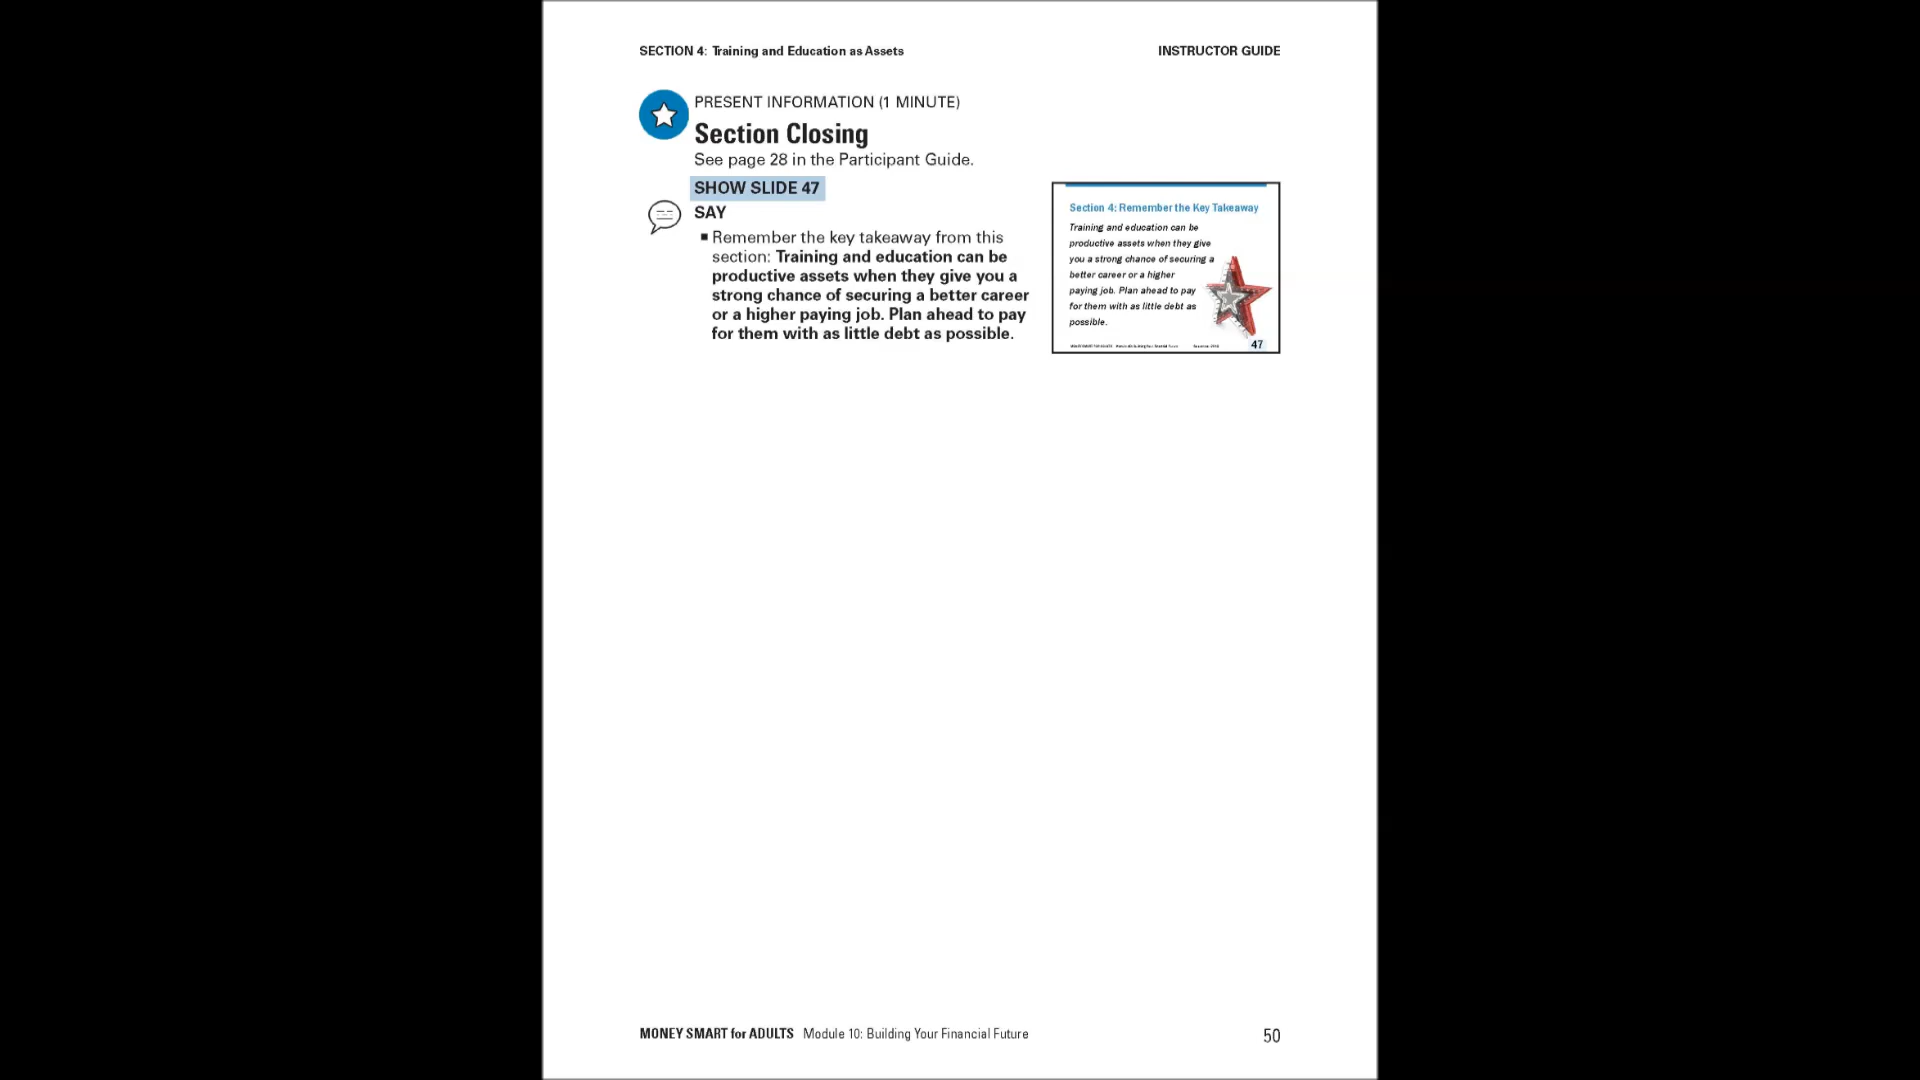 SECTION 4: Training and Education as Assets
INSTRUCTOR GUIDE
PRESENT INFORMATION (1 MINUTE)
Section Closing
See page 28 in the Participant Guide.
SHOW SLIDE 47
SAY
■ Remember the key takeaway from this
section: Training and education can be
productive assets when they give you a
strong chance of securing a better career
or a higher paying job. Plan ahead to pay
for them with as little debt as possible.
Section 4: Remember the Key Takeaway
Training and education can be
productive assets when they give
you a strong chance of securing a
better career or a higher
paying job. Plan ahead to pay
for them with as little debt as
possible.
47
MONEY SMART for ADULTS Module 10: Building Your Financial Future
50